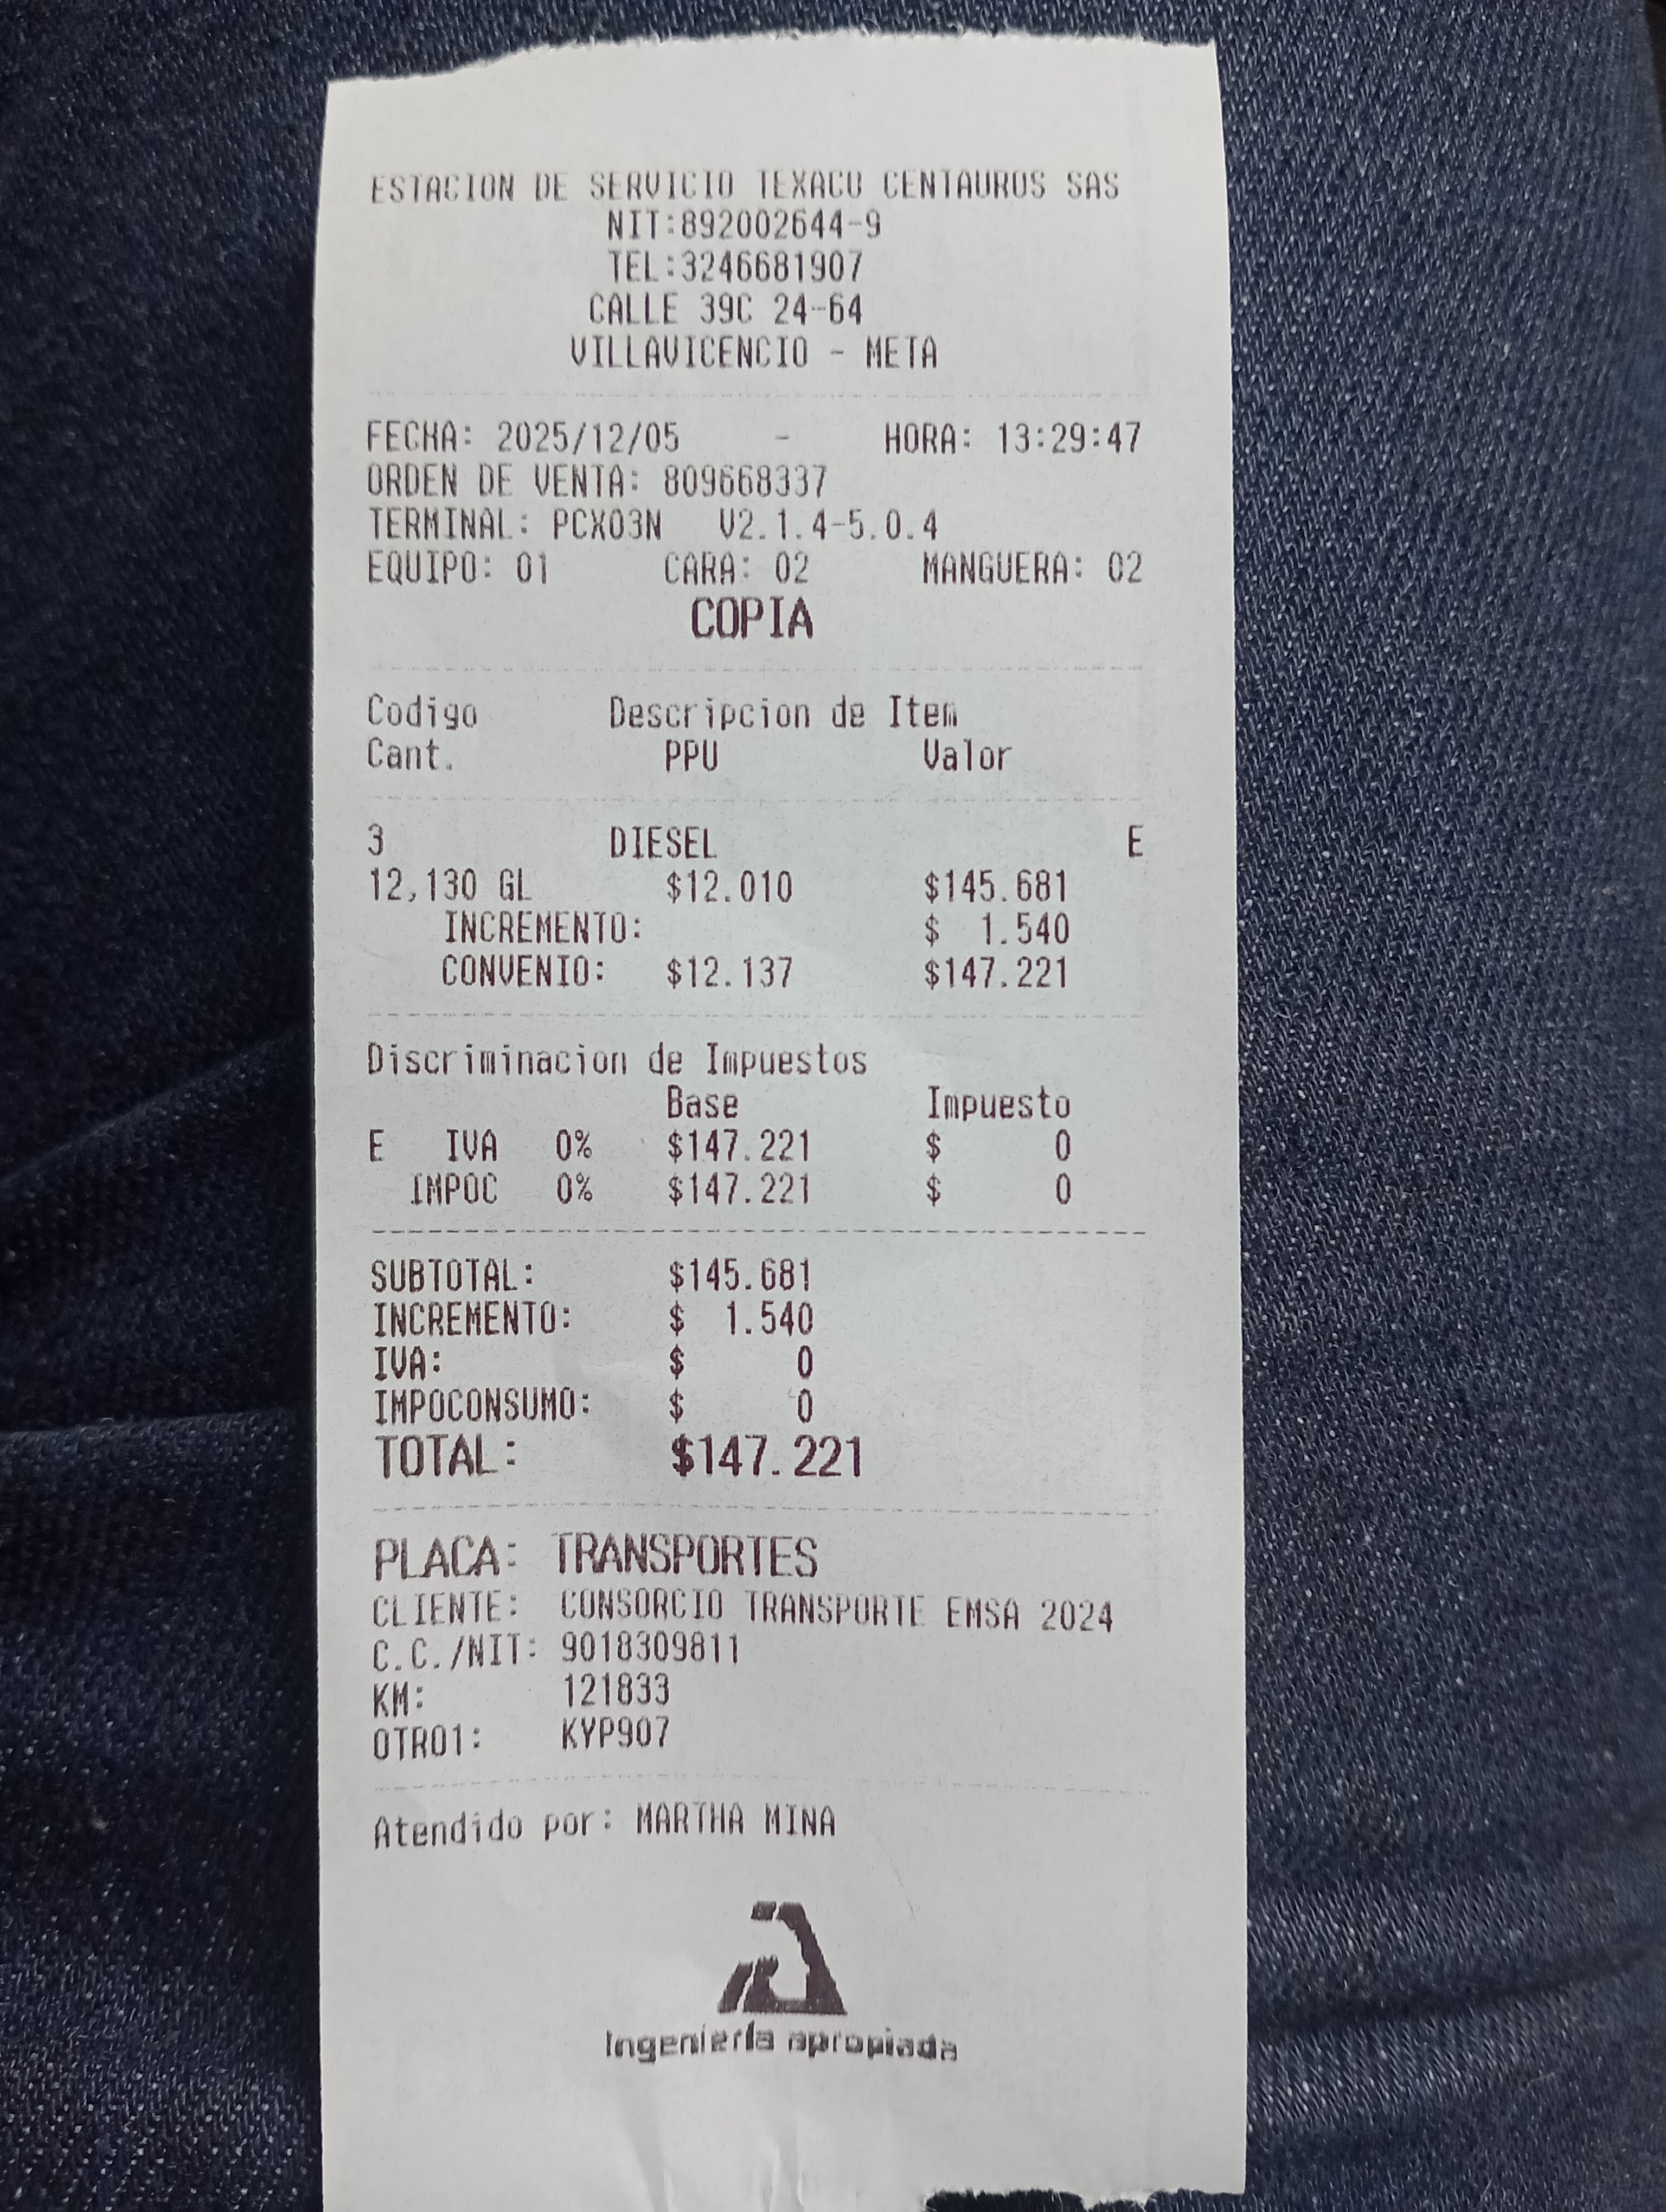 ESTACION DE SERVICIO TEXACO CENTAUROS SAS
NIT:892002644-9
TEL:3246681907
CALLE 39C 24-64
VILLAVICENCIO - META
FECHA: 2025/12/05 - HORA: 13:29:47
ORDEN DE VENTA: 809668337
TERMINAL: PCX03N V2.1.4-5.0.4
EQUIPO: 01 CARA: 02 MANGUERA: 02
COPIA
Codigo Descripcion de Item
Cant. PPU Valor
3 DIESEL E
12,130 GL $12.010 $145.681
INCREMENTO: $ 1.540
CONVENIO: $12.137 $147.221
Discriminacion de Impuestos
Base Impuesto
E IVA 0% $147.221 $ 0
IMPOC 0% $147.221 $ 0
SUBTOTAL: $145.681
INCREMENTO: $ 1.540
IVA: $ 0
IMPOCONSUMO: $ 0
TOTAL: $147.221
PLACA: TRANSPORTES
CLIENTE: CONSORCIO TRANSPORTE EMSA 2024
C.C./NIT: 9018309811
KM: 121833
OTRO1: KYP907
Atendido por: MARTHA MINA
Ingeniería apropiada